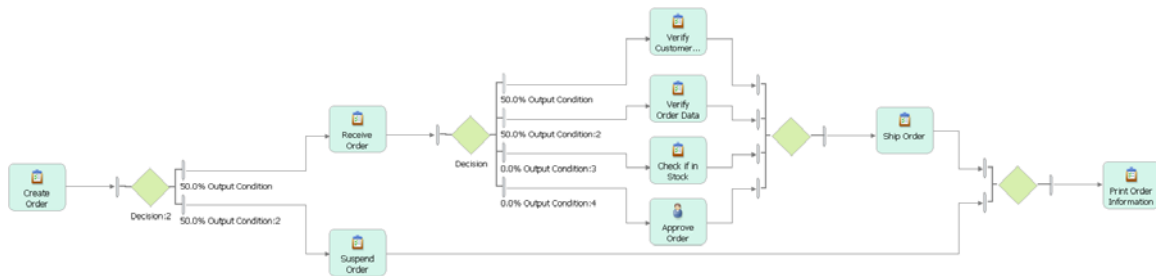 Create
Order
Decision:2
50.0% Output Condition
50.0% Output Condition:2
Receive
Order
Suspend
Order
Decision
50.0% Output Condition
50.0% Output Condition:2
0.0% Output Condition:3
0.0% Output Condition:4
Verify
Customer...
Verify
Order Data
Check if in
Stock
Approve
Order
Ship Order
Print Order
Information